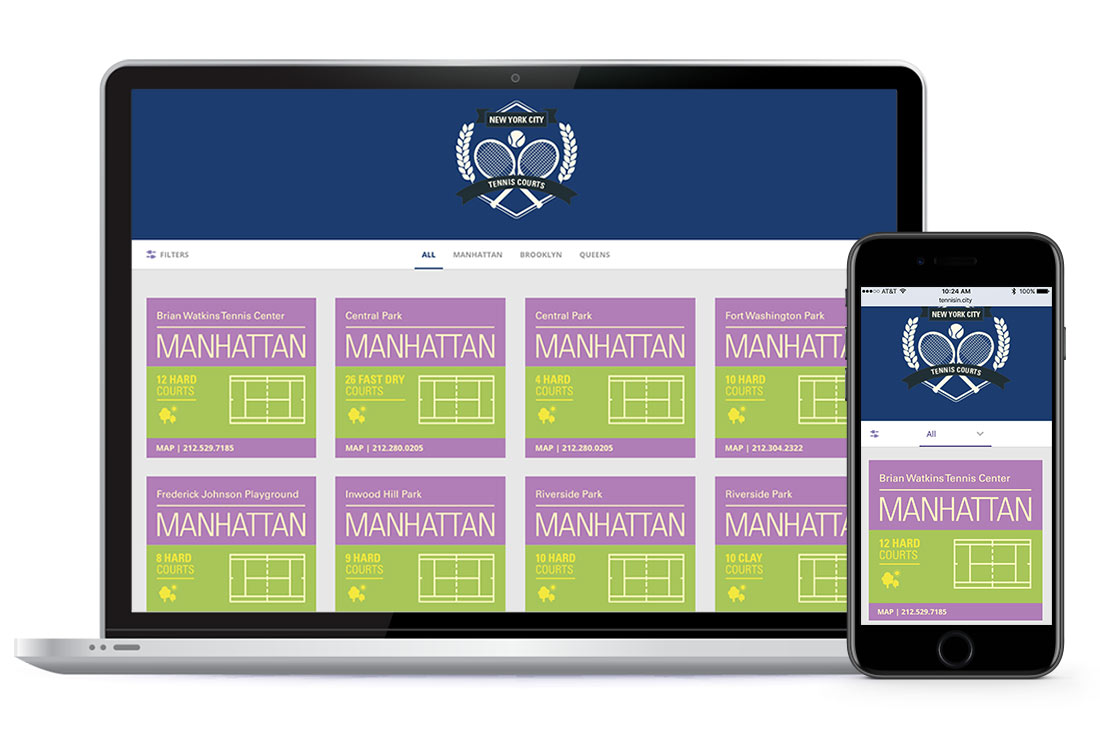 NEW YORK CITY
TENNIS COURTS
FILTERS
ALL MANHATTAN BROOKLYN QUEENS
Brian Watkins Tennis Center
MANHATTAN
12 HARD
COURTS
MAP | 212.529.7185
Central Park
MANHATTAN
26 FAST DRY
COURTS
MAP | 212.280.0205
Central Park
MANHATTAN
4 HARD
COURTS
MAP | 212.280.0205
Fort Washington Park
MANHATTA
10 HARD
COURTS
MAP | 212.304.2322
Frederick Johnson Playground
MANHATTAN
8 HARD
COURTS
Inwood Hill Park
MANHATTAN
9 HARD
COURTS
Riverside Park
MANHATTAN
10 HARD
COURTS
Riverside Park
MANHATTA
10 CLAY
COURTS
AT&T 10:24 AM 100%
tennisin.city
NEW YORK CITY
TENNIS COURTS
All
Brian Watkins Tennis Center
MANHATTAN
12 HARD
COURTS
MAP | 212.529.7185